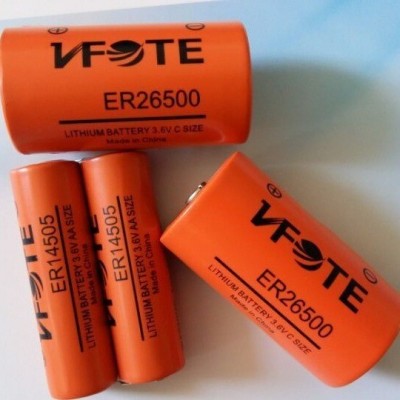 VFOTE
ER26500
LITHIUM BATTERY 3.6V C SIZE
Made in China
VFOTE
ER14505
LITHIUM BATTERY 3.6V AA SIZE
Made in China
VFOTE
ER14505
LITHIUM BATTERY 3.6V AA SIZE
Made in China
VFOTE
ER26500
LITHIUM BATTERY 3.6V C SIZE
Made in China